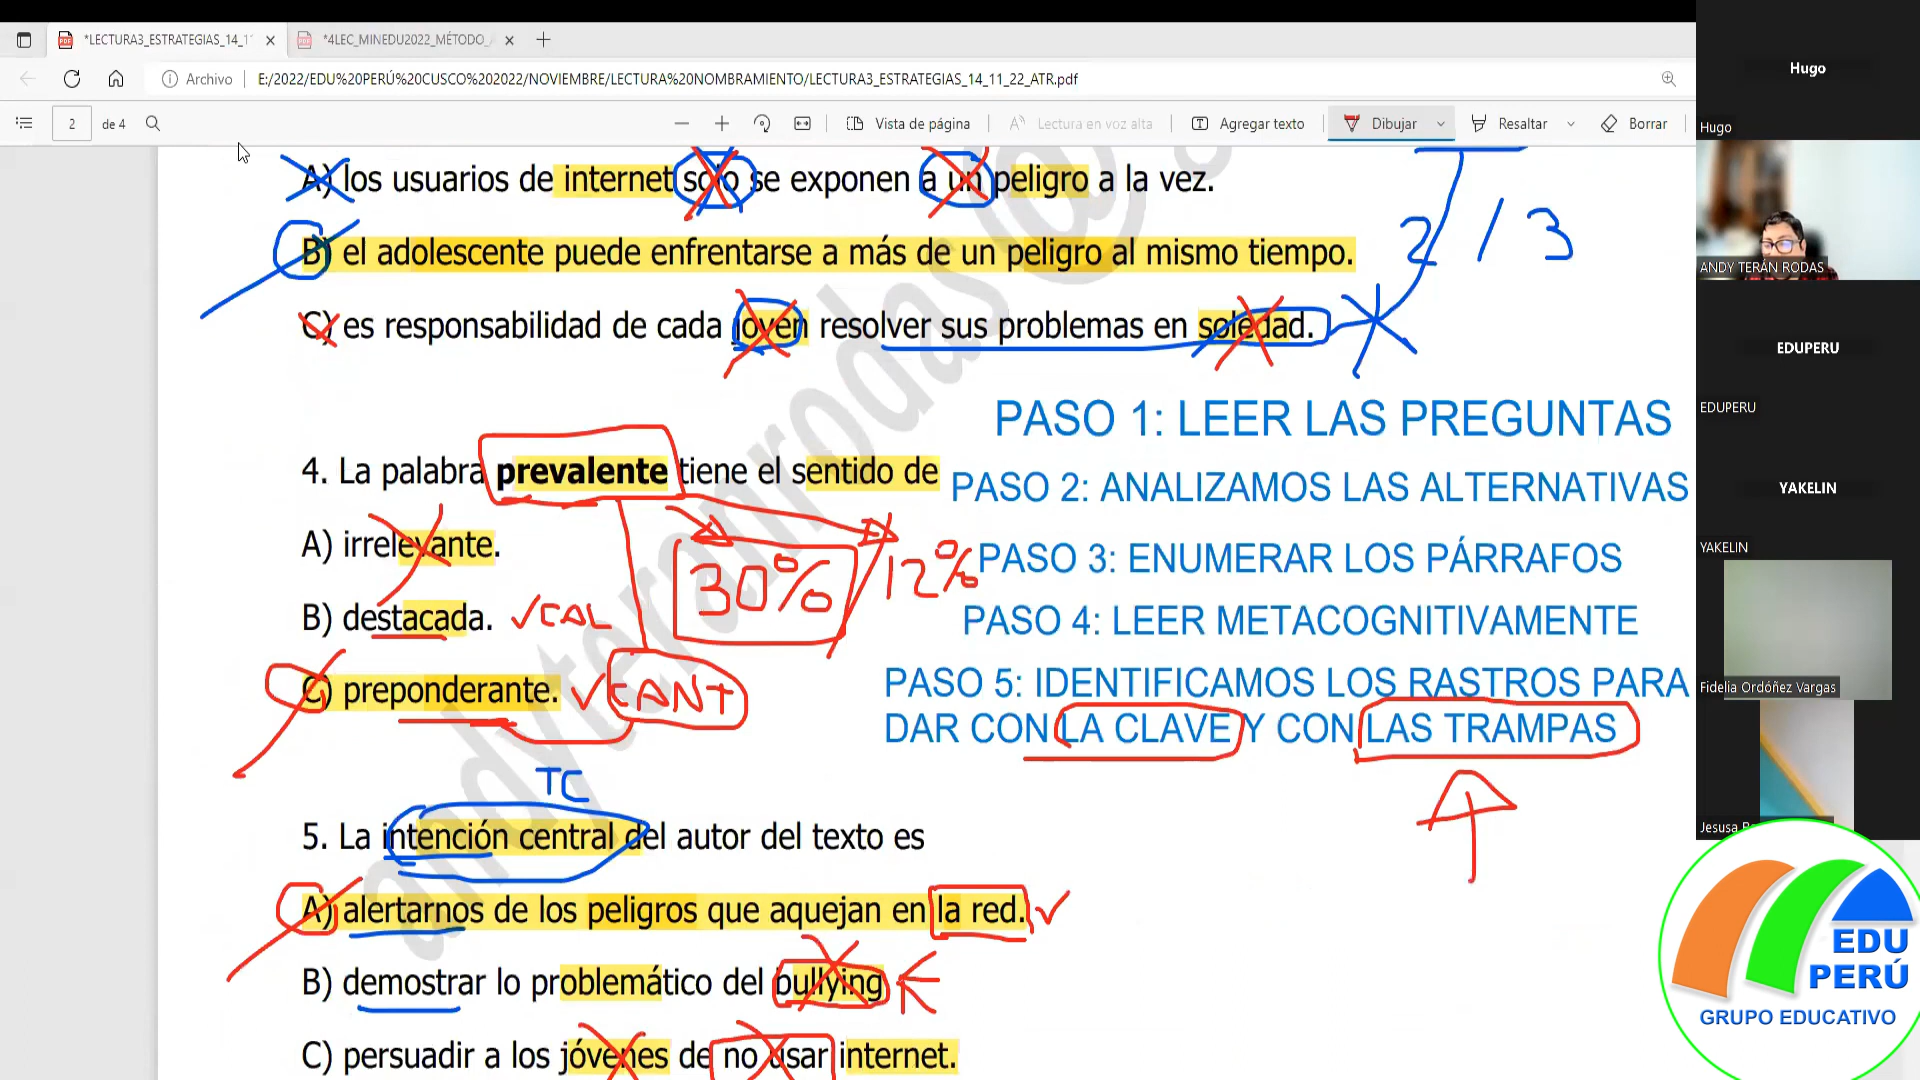 *LECTURA3_ESTRATEGIAS_14_1
*4LEC_MINEDU2022_MÉTODO_
Archivo
E:/2022/EDU%20PERÚ%20CUSCO%202022/NOVIEMBRE/LECTURA%20NOMBRAMIENTO/LECTURA3_ESTRATEGIAS_14_11_22_ATR.pdf
2 de 4
Vista de página
Lectura en voz alta
Agregar texto
Dibujar
Resaltar
Borrar
A) los usuarios de internet solo se exponen a un peligro a la vez.
B) el adolescente puede enfrentarse a más de un peligro al mismo tiempo.
2 / 3
C) es responsabilidad de cada joven resolver sus problemas en soledad.
PASO 1: LEER LAS PREGUNTAS
4. La palabra prevalente tiene el sentido de
PASO 2: ANALIZAMOS LAS ALTERNATIVAS
A) irrelevante.
30%
12%
PASO 3: ENUMERAR LOS PÁRRAFOS
B) destacada. ✓CAL
PASO 4: LEER METACOGNITIVAMENTE
C) preponderante. ✓CANT
PASO 5: IDENTIFICAMOS LOS RASTROS PARA
DAR CON LA CLAVE Y CON LAS TRAMPAS
TC
5. La intención central del autor del texto es
A) alertarnos de los peligros que aquejan en la red. ✓
B) demostrar lo problemático del bullying
C) persuadir a los jóvenes de no usar internet.
andyteranrodas@
Hugo
Hugo
ANDY TERÁN RODAS
EDUPERU
EDUPERU
YAKELIN
YAKELIN
Fidelia Ordóñez Vargas
Jesusa
EDU
PERÚ
GRUPO EDUCATIVO